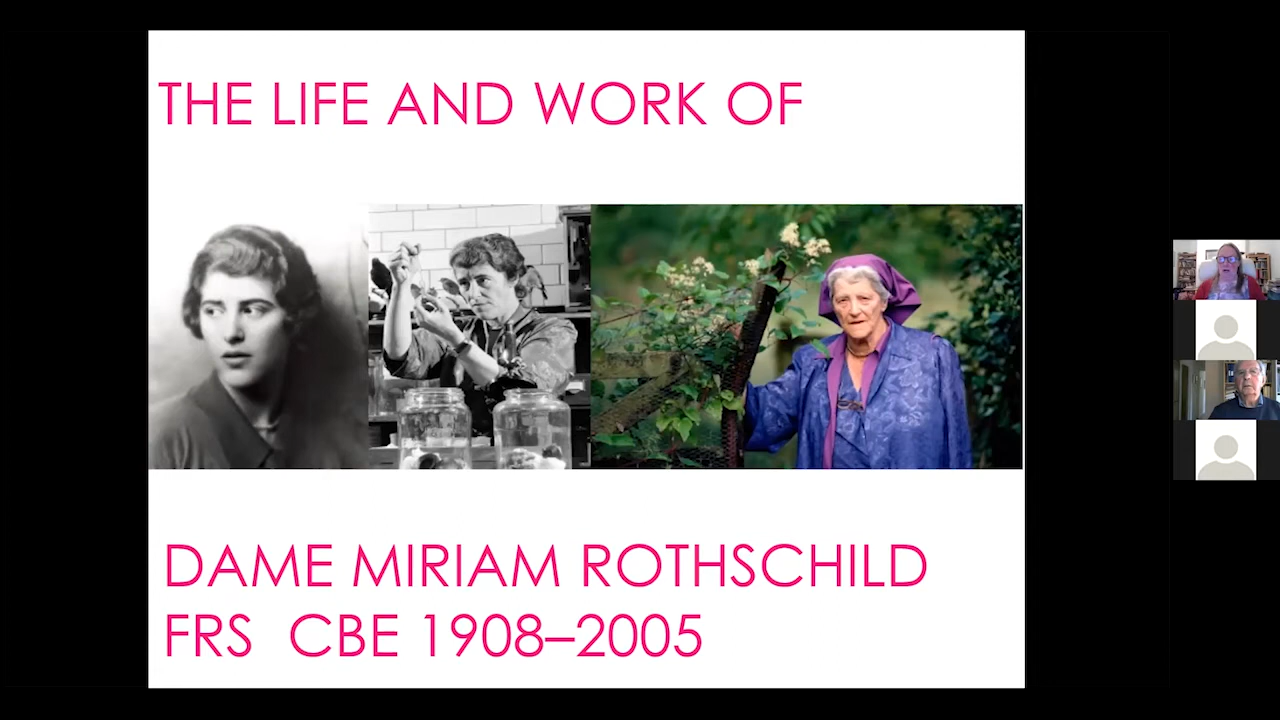 THE LIFE AND WORK OF
DAME MIRIAM ROTHSCHILD
FRS  CBE 1908–2005